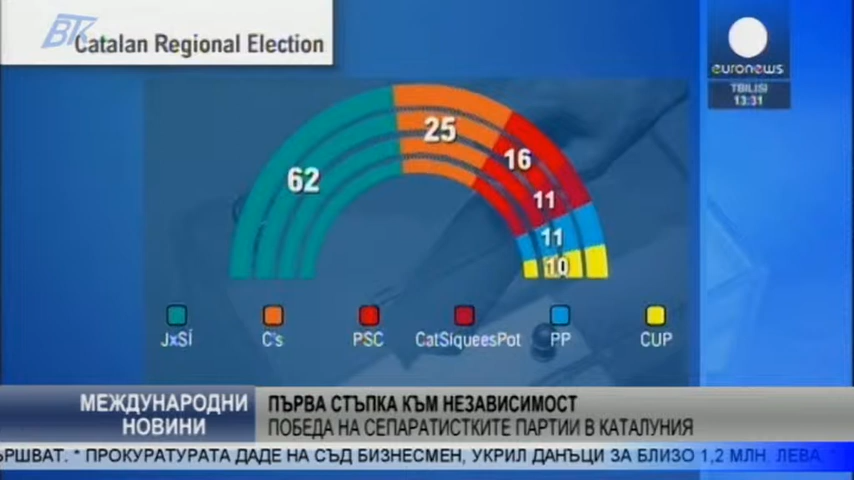 BTK
Catalan Regional Election
euronews
TBILISI
13:31
62
25
16
11
11
10
JxSÍ
C's
PSC
CatSíqueesPot
PP
CUP
МЕЖДУНАРОДНИ
НОВИНИ
ПЪРВА СТЪПКА КЪМ НЕЗАВИСИМОСТ
ПОБЕДА НА СЕПАРАТИСТКИТЕ ПАРТИИ В КАТАЛУНИЯ
ЪРШВАТ. * ПРОКУРАТУРАТА ДАДЕ НА СЪД БИЗНЕСМЕН, УКРИЛ ДАНЪЦИ ЗА БЛИЗО 1,2 МЛН. ЛЕВА. *